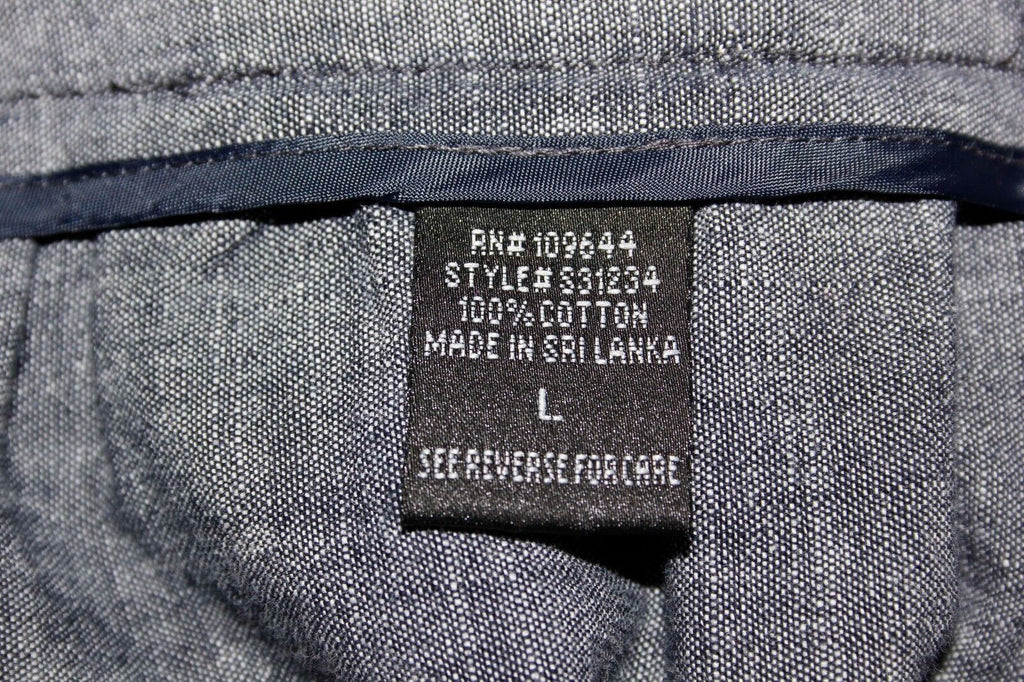 RN# 109644
STYLE# S31234
100% COTTON
MADE IN SRI LANKA
L
SEE REVERSE FOR CARE